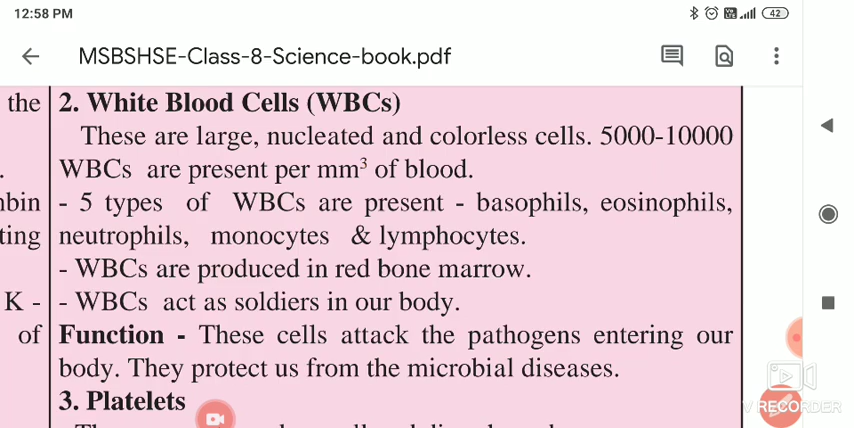 12:58 PM
42
MSBSHSE-Class-8-Science-book.pdf
the
2. White Blood Cells (WBCs)
These are large, nucleated and colorless cells. 5000-10000
. WBCs are present per mm³ of blood.
nbin
- 5 types of WBCs are present - basophils, eosinophils,
ting
neutrophils, monocytes & lymphocytes.
- WBCs are produced in red bone marrow.
K -
- WBCs act as soldiers in our body.
of
Function - These cells attack the pathogens entering our
body. They protect us from the microbial diseases.
3. Platelets
V RECORDER